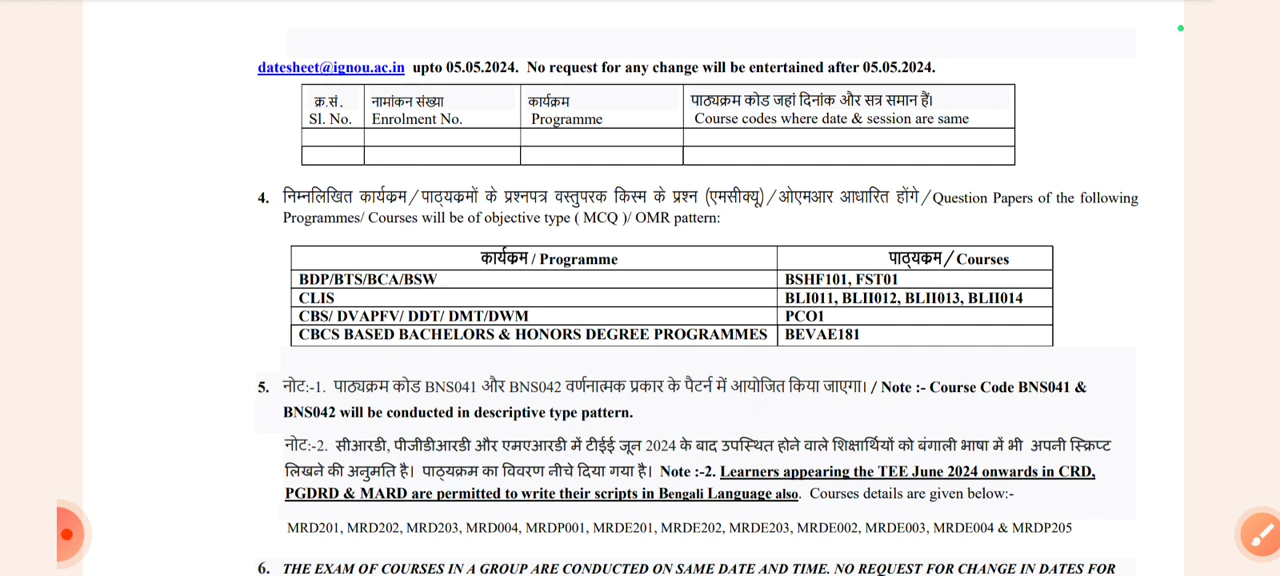 datesheet@ignou.ac.in upto 05.05.2024. No request for any change will be entertained after 05.05.2024.
क्र.सं. नामांकन संख्या कार्यक्रम पाठ्यक्रम कोड जहां दिनांक और सत्र समान हैं।
Sl. No. Enrolment No. Programme Course codes where date & session are same
4. निम्नलिखित कार्यक्रम/पाठ्यक्रमों के प्रश्नपत्र वस्तुपरक किस्म के प्रश्न (एमसीक्यू)/ओएमआर आधारित होंगे/Question Papers of the following
Programmes/ Courses will be of objective type ( MCQ )/ OMR pattern:
कार्यक्रम / Programme पाठ्यक्रम/Courses
BDP/BTS/BCA/BSW BSHF101, FST01
CLIS BLI011, BLII012, BLII013, BLII014
CBS/ DVAPFV/ DDT/ DMT/DWM PCO1
CBCS BASED BACHELORS & HONORS DEGREE PROGRAMMES BEVAE181
5. नोट:-1. पाठ्यक्रम कोड BNS041 और BNS042 वर्णनात्मक प्रकार के पैटर्न में आयोजित किया जाएगा। / Note :- Course Code BNS041 &
BNS042 will be conducted in descriptive type pattern.
नोट:-2. सीआरडी, पीजीडीआरडी और एमएआरडी में टीईई जून 2024 के बाद उपस्थित होने वाले शिक्षार्थियों को बंगाली भाषा में भी अपनी स्क्रिप्ट
लिखने की अनुमति है। पाठ्यक्रम का विवरण नीचे दिया गया है। Note :-2. Learners appearing the TEE June 2024 onwards in CRD,
PGDRD & MARD are permitted to write their scripts in Bengali Language also. Courses details are given below:-
MRD201, MRD202, MRD203, MRD004, MRDP001, MRDE201, MRDE202, MRDE203, MRDE002, MRDE003, MRDE004 & MRDP205
6. THE EXAM OF COURSES IN A GROUP ARE CONDUCTED ON SAME DATE AND TIME. NO REQUEST FOR CHANGE IN DATES FOR